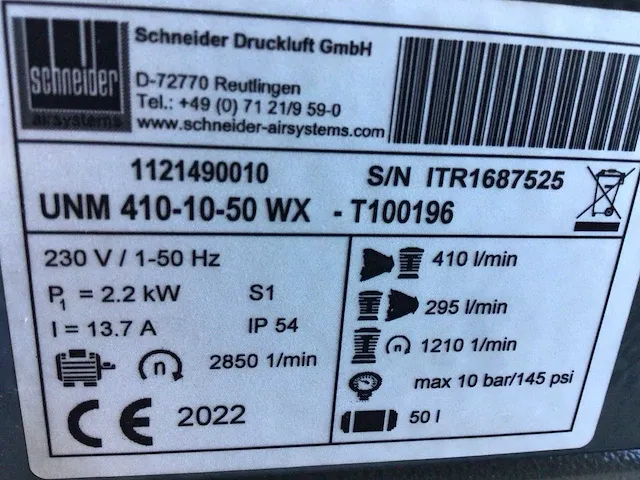 schneider
airsystems
Schneider Druckluft GmbH
D-72770 Reutlingen
Tel.: +49 (0) 71 21/9 59-0
www.schneider-airsystems.com
1121490010
S/N ITR1687525
UNM 410-10-50 WX - T100196
230 V / 1-50 Hz
P1 = 2.2 kW S1
I = 13.7 A IP 54
n 2850 1/min
CE 2022
410 l/min
295 l/min
n 1210 1/min
max 10 bar/145 psi
50 l